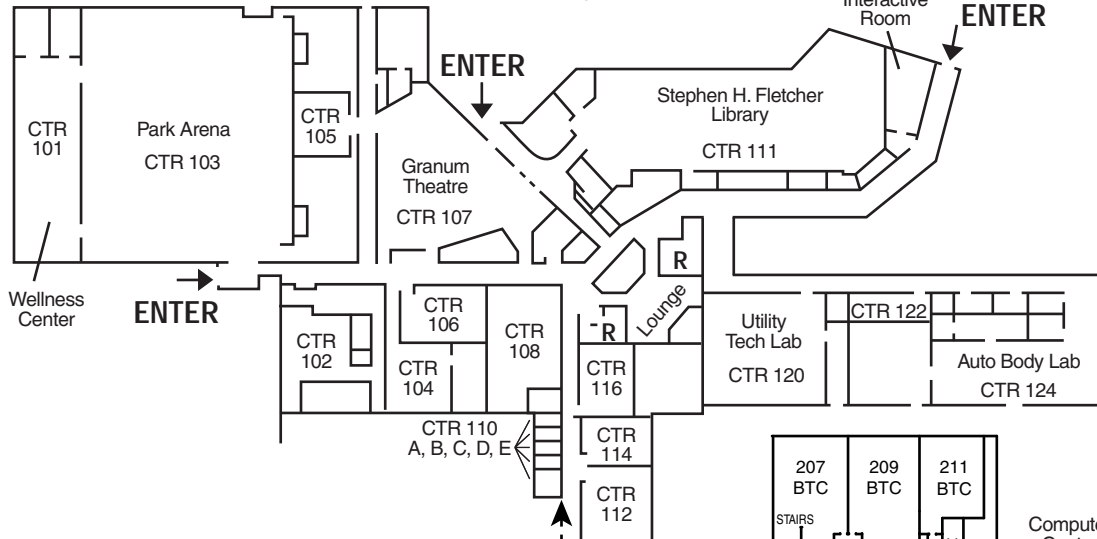 Interactive
Room
ENTER
ENTER
CTR
101
Park Arena
CTR 103
CTR
105
Stephen H. Fletcher
Library
CTR 111
Granum
Theatre
CTR 107
R
Wellness
Center
ENTER
CTR
102
CTR
106
CTR
104
CTR
108
R
Lounge
CTR
116
Utility
Tech Lab
CTR 120
CTR 122
Auto Body Lab
CTR 124
CTR 110
A, B, C, D, E
CTR
114
CTR
112
207
BTC
209
BTC
211
BTC
STAIRS